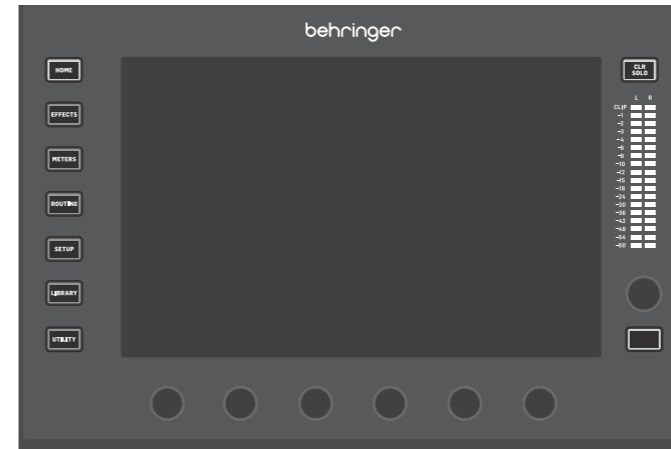 behringer
HOME
CLR
SOLO
EFFECTS
METERS
ROUTING
SETUP
LIBRARY
UTILITY
L R
CLIP
-1
-2
-3
-4
-6
-8
-10
-12
-15
-18
-24
-30
-36
-42
-48
-54
-60